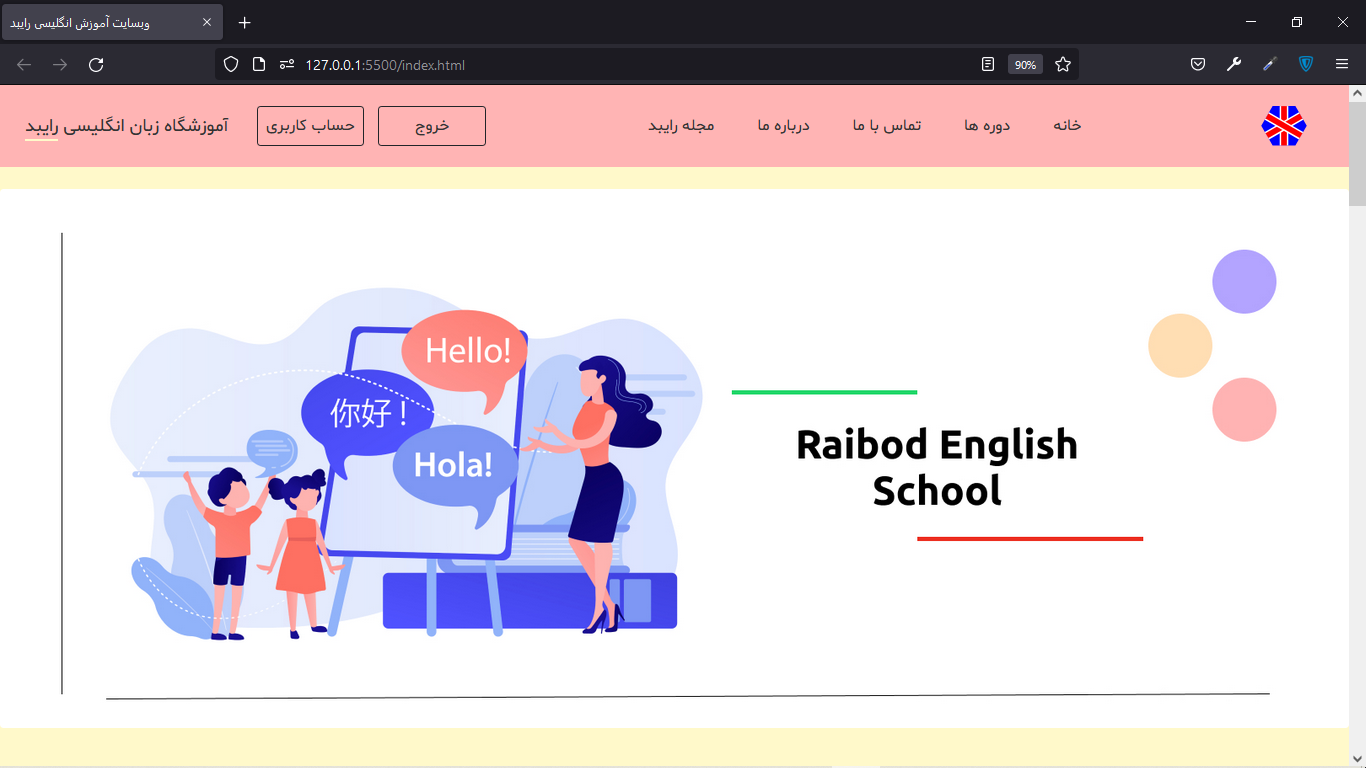 وبسایت آموزش انگلیسی رایبد
127.0.0.1:5500/index.html
90%
خانه
دوره ها
تماس با ما
درباره ما
مجله رایبد
خروج
حساب کاربری
آموزشگاه زبان انگلیسی رایبد
Hello!
你好！
Hola!
Raibod English
School